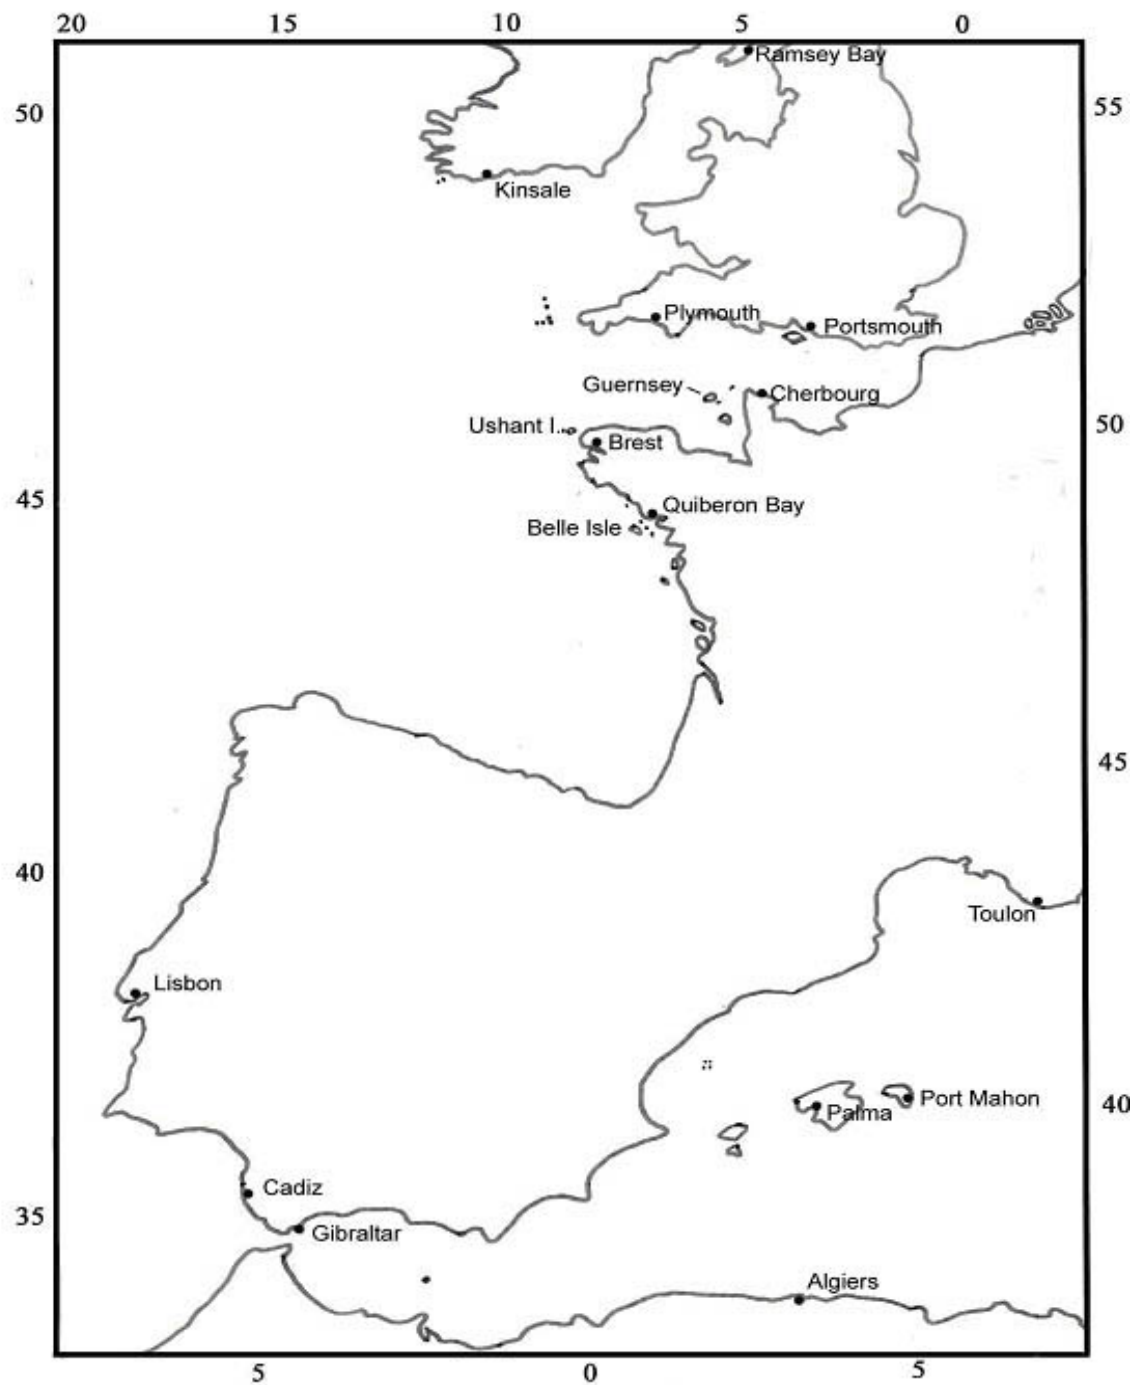 20 15 10 5 0
Ramsey Bay
50
55
Kinsale
Plymouth
Portsmouth
Guernsey
Cherbourg
Ushant I.
50
Brest
45
Quiberon Bay
Belle Isle
45
40
Toulon
Lisbon
Port Mahon
40
Palma
Cadiz
35
Gibraltar
Algiers
5 0 5